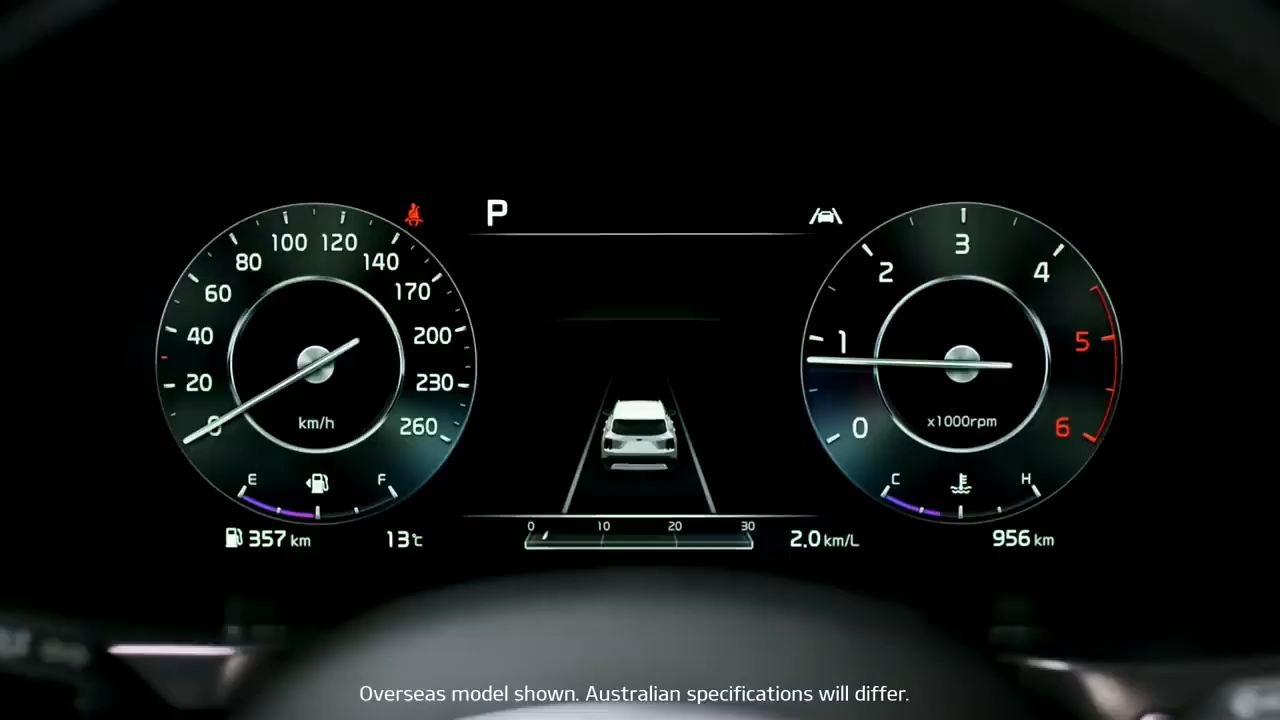 P
100 120
80 140
60 170
40 200
20 230
0 260
km/h
E F
357 km
13℃
0 10 20 30
2.0 km/L
3
2 4
1 5
0 6
x1000rpm
C H
956 km
Overseas model shown. Australian specifications will differ.